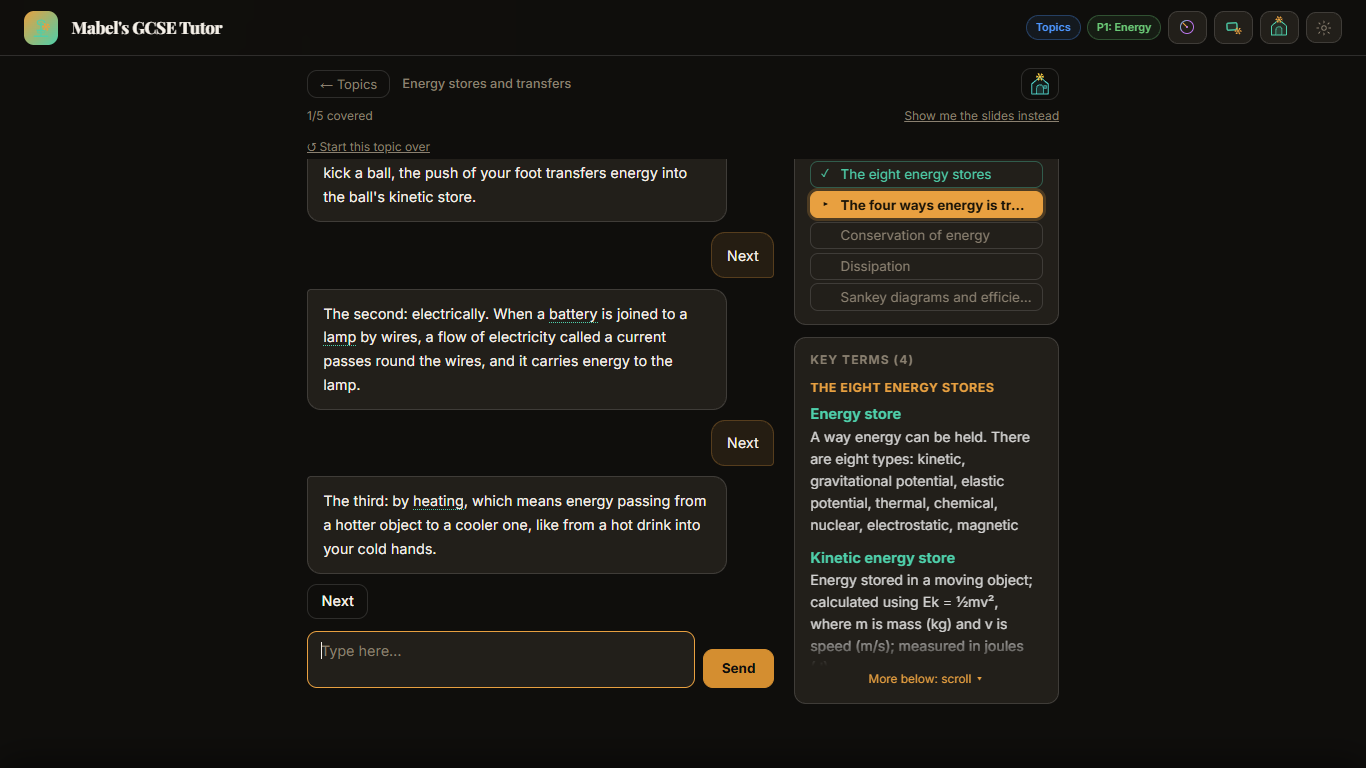 Mabel's GCSE Tutor
Topics
P1: Energy
← Topics
Energy stores and transfers
1/5 covered
Show me the slides instead
↺ Start this topic over
kick a ball, the push of your foot transfers energy into
the ball's kinetic store.
Next
The second: electrically. When a battery is joined to a
lamp by wires, a flow of electricity called a current
passes round the wires, and it carries energy to the
lamp.
Next
The third: by heating, which means energy passing from
a hotter object to a cooler one, like from a hot drink into
your cold hands.
Next
Type here...
Send
✓ The eight energy stores
▸ The four ways energy is tr...
Conservation of energy
Dissipation
Sankey diagrams and efficie...
KEY TERMS (4)
THE EIGHT ENERGY STORES
Energy store
A way energy can be held. There
are eight types: kinetic,
gravitational potential, elastic
potential, thermal, chemical,
nuclear, electrostatic, magnetic
Kinetic energy store
Energy stored in a moving object;
calculated using Ek = ½mv²,
where m is mass (kg) and v is
speed (m/s); measured in joules
More below: scroll ▾